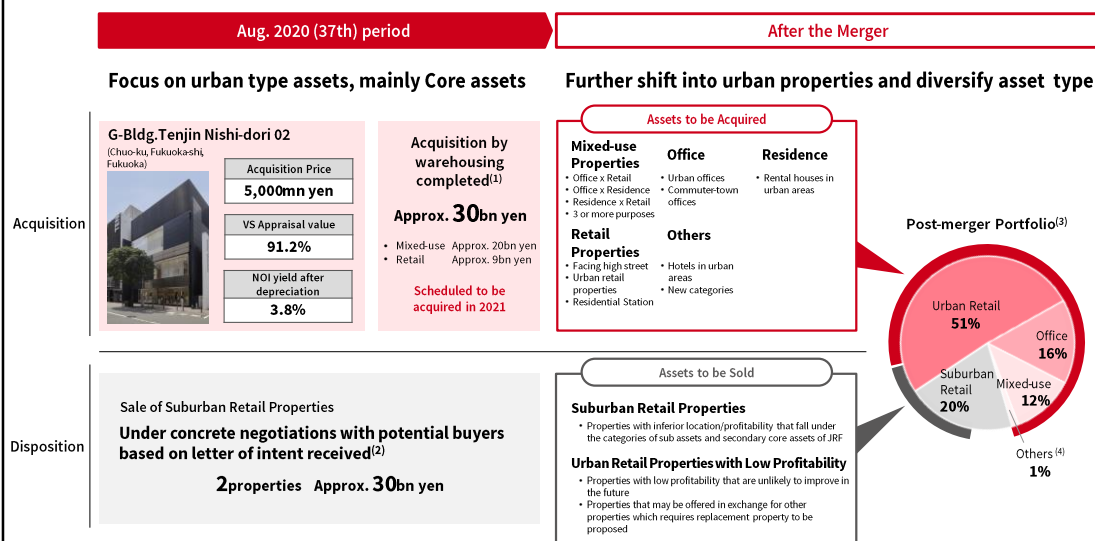 Aug. 2020 (37th) period
After the Merger
Focus on urban type assets, mainly Core assets
Further shift into urban properties and diversify asset type
Acquisition
G-Bldg.Tenjin Nishi-dori 02
(Chuo-ku, Fukuoka-shi,
Fukuoka)
Acquisition Price
5,000mn yen
VS Appraisal value
91.2%
NOI yield after
depreciation
3.8%
Acquisition by
warehousing
completed(1)
Approx. 30bn yen
• Mixed-use Approx. 20bn yen
• Retail Approx. 9bn yen
Scheduled to be
acquired in 2021
Assets to be Acquired
Mixed-use
Properties
• Office x Retail
• Office x Residence
• Residence x Retail
• 3 or more purposes
Office
• Urban offices
• Commuter-town
offices
Residence
• Rental houses in
urban areas
Retail
Properties
• Facing high street
• Urban retail
properties
• Residential Station
Others
• Hotels in urban
areas
• New categories
Post-merger Portfolio(3)
Urban Retail
51%
Office
16%
Mixed-use
12%
Suburban
Retail
20%
Others (4)
1%
Disposition
Sale of Suburban Retail Properties
Under concrete negotiations with potential buyers
based on letter of intent received(2)
2properties Approx. 30bn yen
Assets to be Sold
Suburban Retail Properties
• Properties with inferior location/profitability that fall under
the categories of sub assets and secondary core assets of JRF
Urban Retail Properties with Low Profitability
• Properties with low profitability that are unlikely to improve in
the future
• Properties that may be offered in exchange for other
properties which requires replacement property to be
proposed